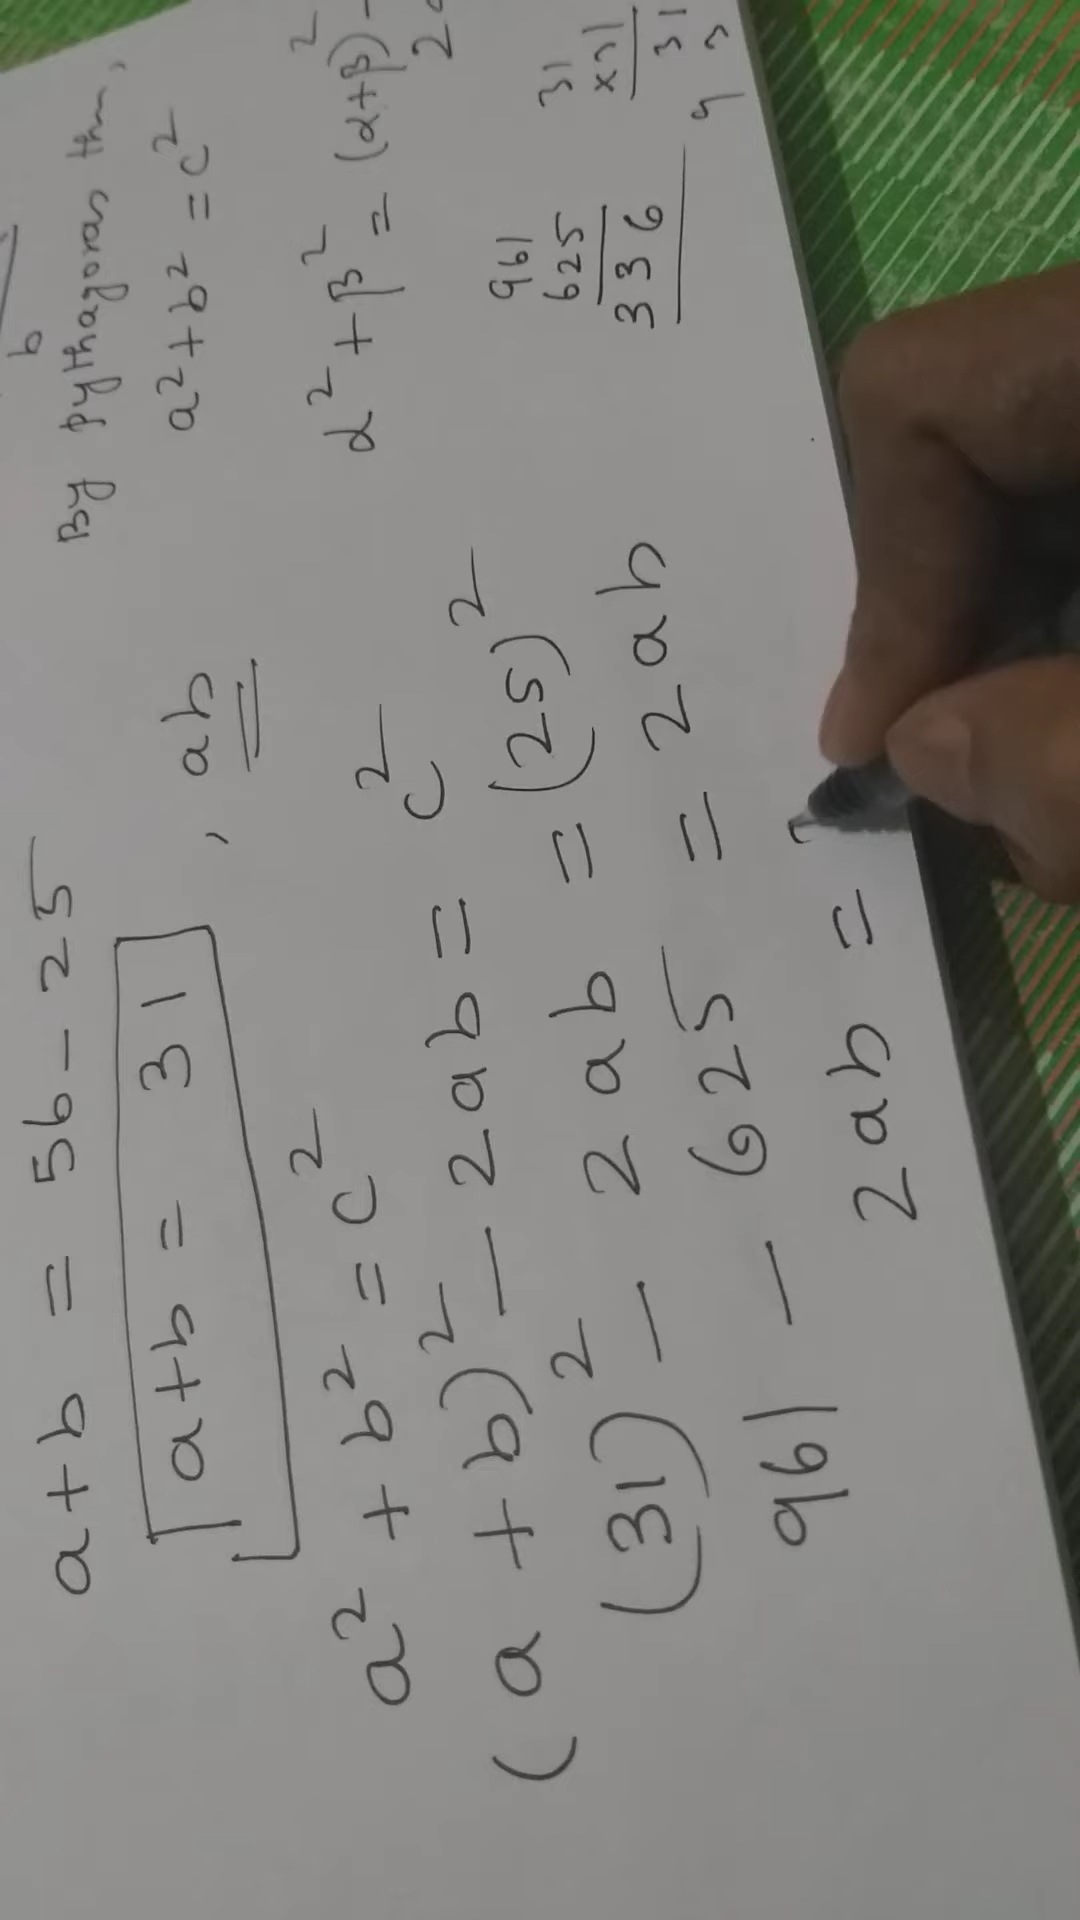 a+b = 56-25
a+b = 31 , ab
a² + b² = c²
(a + b)² - 2ab = c²
(31)² - 2ab = (25)²
961 - 625 = 2ab
2ab =
b
By Pythagoras thm,
a²+b² = c²
α²+β² = (α+β)² -
961
625
336
31
x31
31